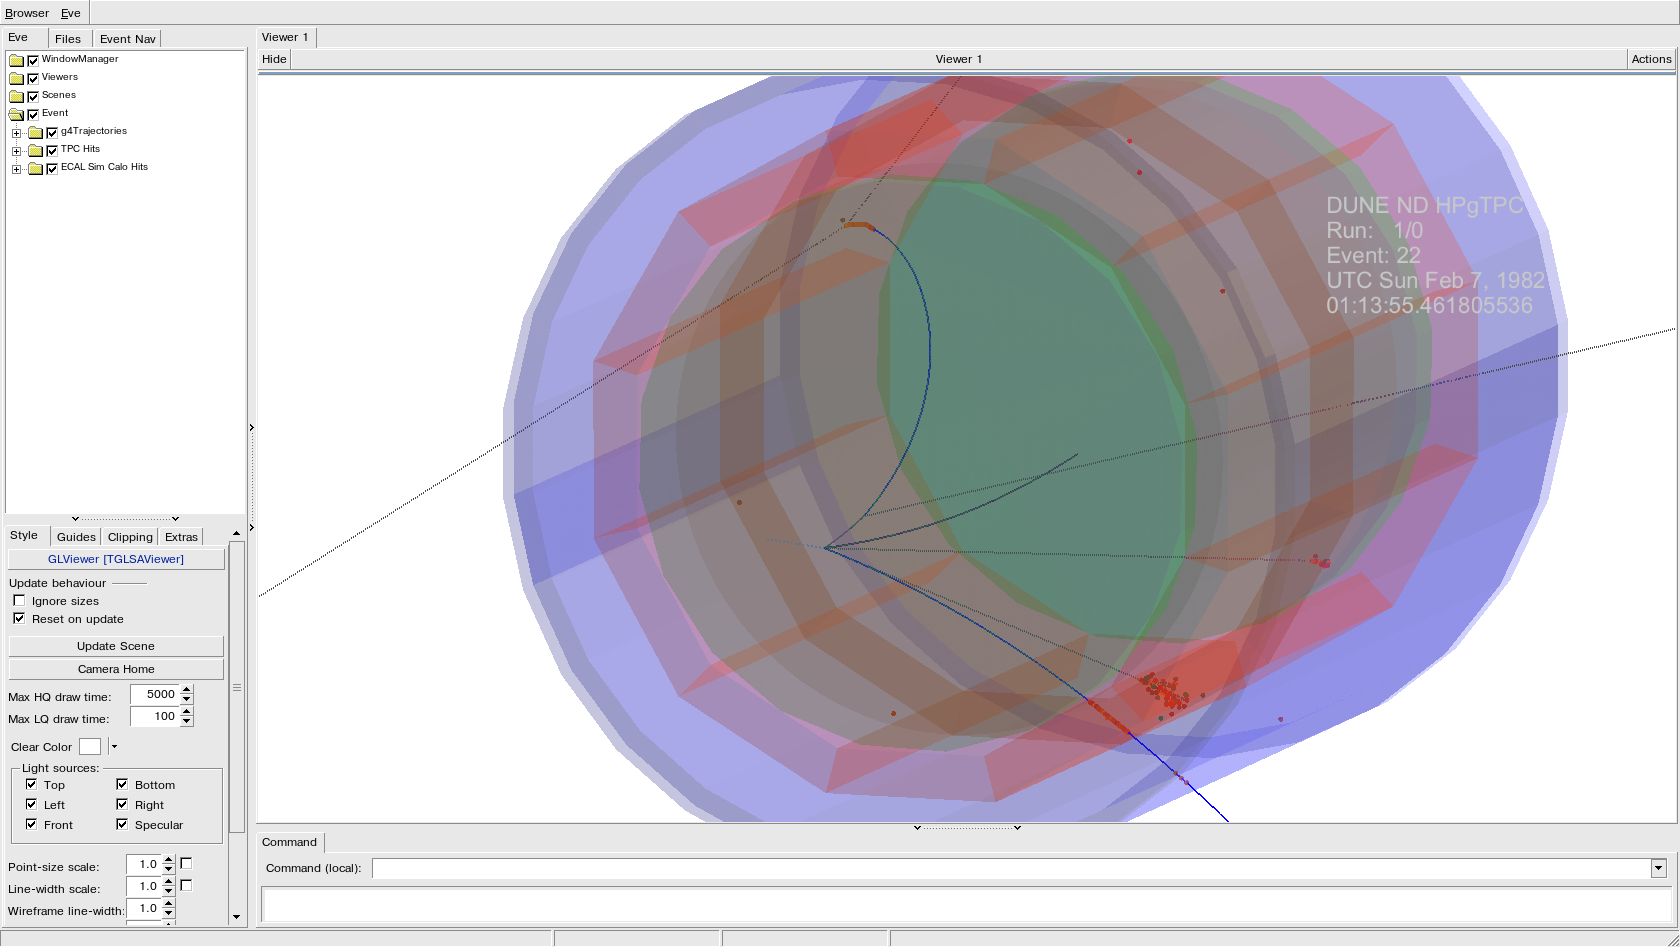 Browser Eve
Eve Files Event Nav
WindowManager
Viewers
Scenes
Event
g4Trajectories
TPC Hits
ECAL Sim Calo Hits
Style Guides Clipping Extras
GLViewer [TGLSAViewer]
Update behaviour
Ignore sizes
Reset on update
Update Scene
Camera Home
Max HQ draw time: 5000
Max LQ draw time: 100
Clear Color
Light sources:
Top Bottom
Left Right
Front Specular
Point-size scale: 1.0
Line-width scale: 1.0
Wireframe line-width: 1.0
Viewer 1
Hide Viewer 1 Actions
DUNE ND HPgTPC
Run: 1/0
Event: 22
UTC Sun Feb 7, 1982
01:13:55.461805536
Command
Command (local):